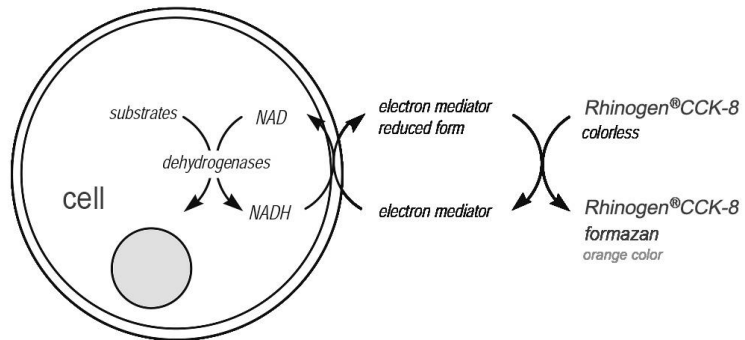 substrates
NAD
dehydrogenases
NADH
cell
electron mediator
reduced form
electron mediator
Rhinogen®CCK-8
colorless
Rhinogen®CCK-8
formazan
orange color